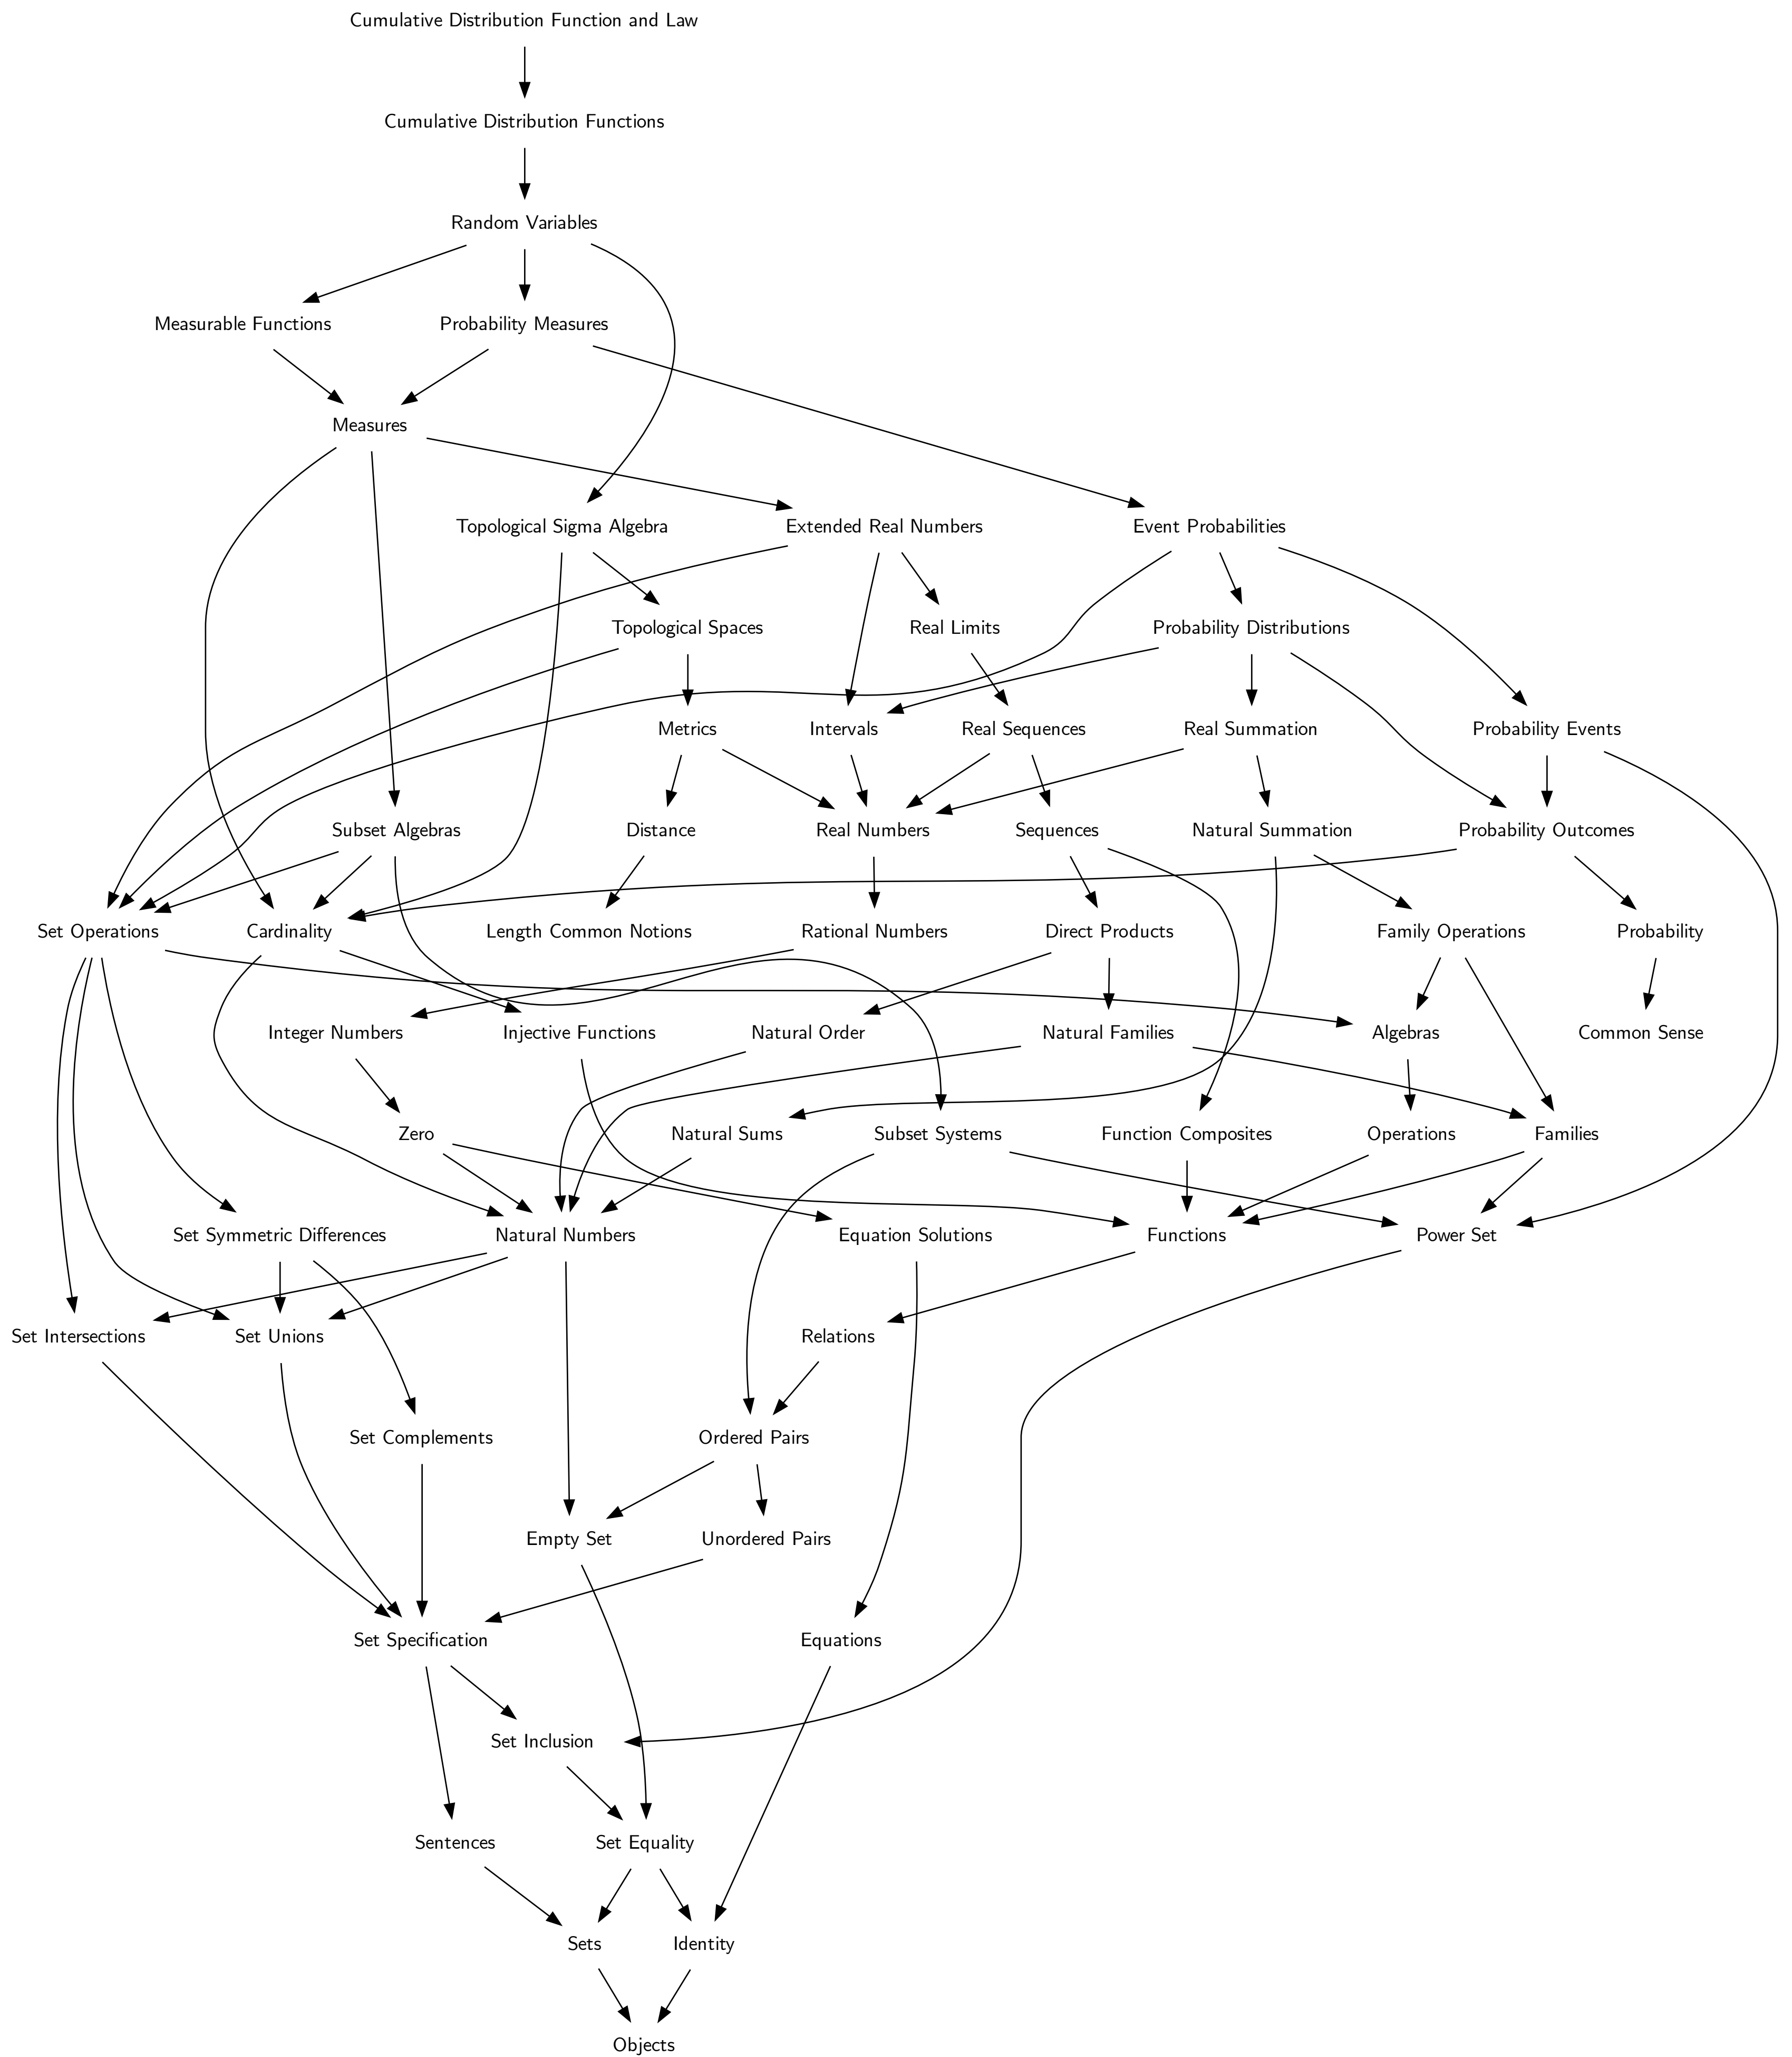 Cumulative Distribution Function and Law
Cumulative Distribution Functions
Random Variables
Measurable Functions
Probability Measures
Measures
Topological Sigma Algebra
Extended Real Numbers
Event Probabilities
Topological Spaces
Real Limits
Probability Distributions
Metrics
Intervals
Real Sequences
Real Summation
Probability Events
Subset Algebras
Distance
Real Numbers
Sequences
Natural Summation
Probability Outcomes
Set Operations
Cardinality
Length Common Notions
Rational Numbers
Direct Products
Family Operations
Probability
Integer Numbers
Injective Functions
Natural Order
Natural Families
Algebras
Common Sense
Zero
Natural Sums
Subset Systems
Function Composites
Operations
Families
Set Symmetric Differences
Natural Numbers
Equation Solutions
Functions
Power Set
Set Intersections
Set Unions
Relations
Set Complements
Ordered Pairs
Empty Set
Unordered Pairs
Set Specification
Equations
Set Inclusion
Sentences
Set Equality
Sets
Identity
Objects